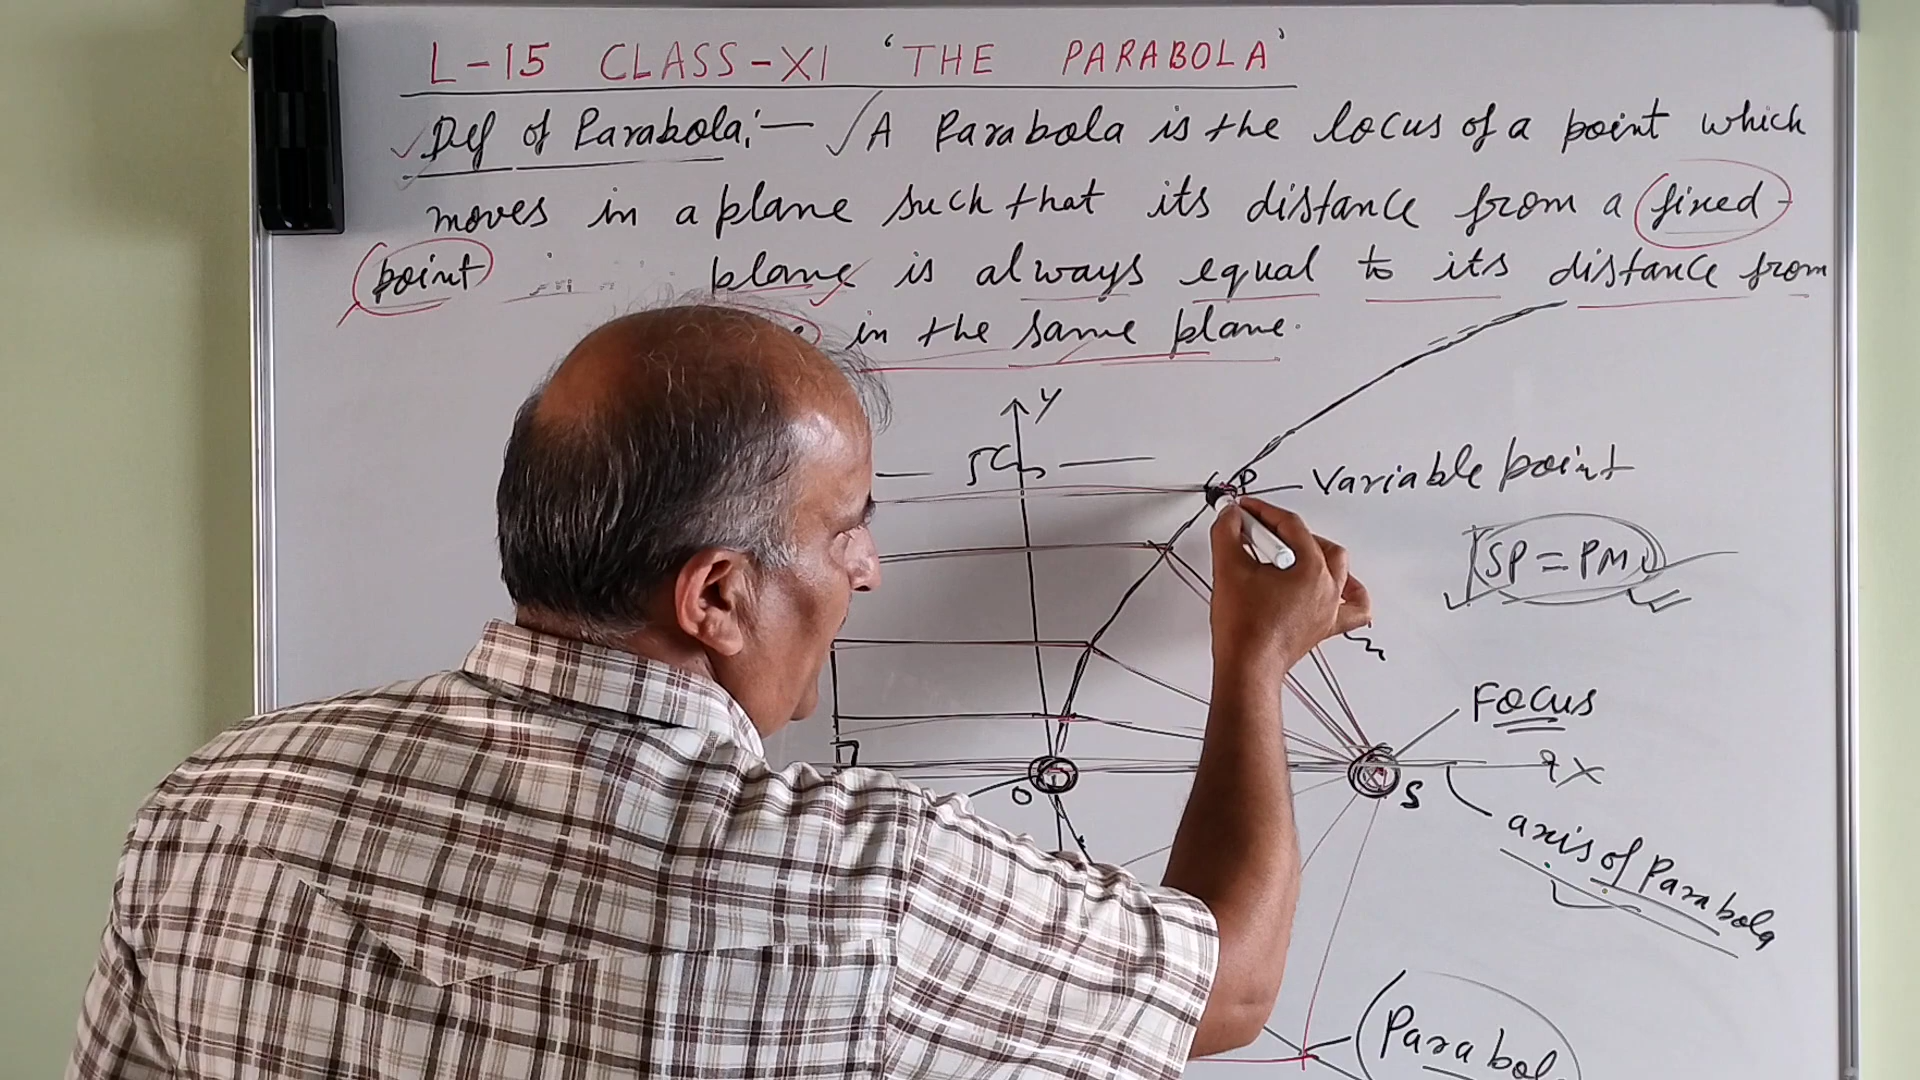 L-15 CLASS-XI 'THE PARABOLA'
Def of Parabola:— A Parabola is the locus of a point which
moves in a plane such that its distance from a fixed
point plane is always equal to its distance from
in the same plane.
Y
5cm
P Variable point
SP = PM
Focus
X
O
S
axis of Parabola